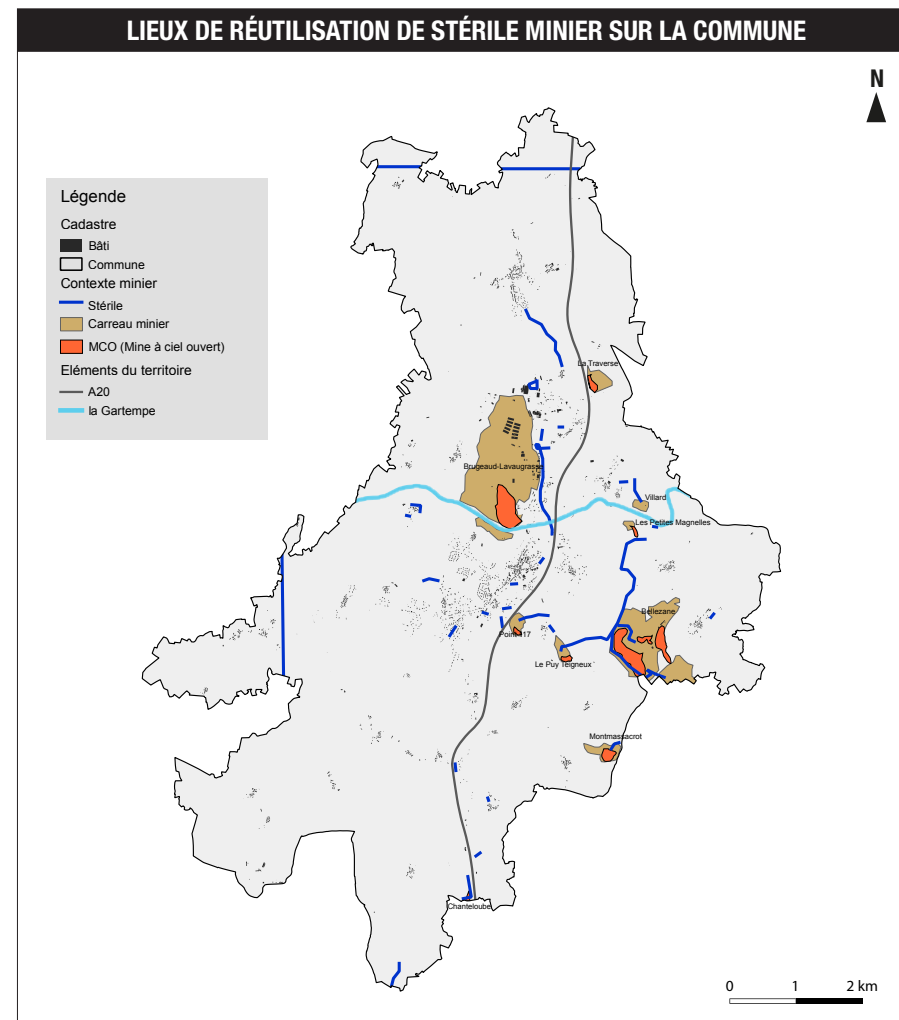 LIEUX DE RÉUTILISATION DE STÉRILE MINIER SUR LA COMMUNE
N
Légende
Cadastre
Bâti
Commune
Contexte minier
Stérile
Carreau minier
MCO (Mine à ciel ouvert)
Eléments du territoire
A20
la Gartempe
La Traverse
Brugeaud-Lavaugrasse
Villard
Les Petites Magnelles
Bellezane
Point 117
Le Puy Teigneux
Montmassacrot
Chanteloube
0 1 2 km